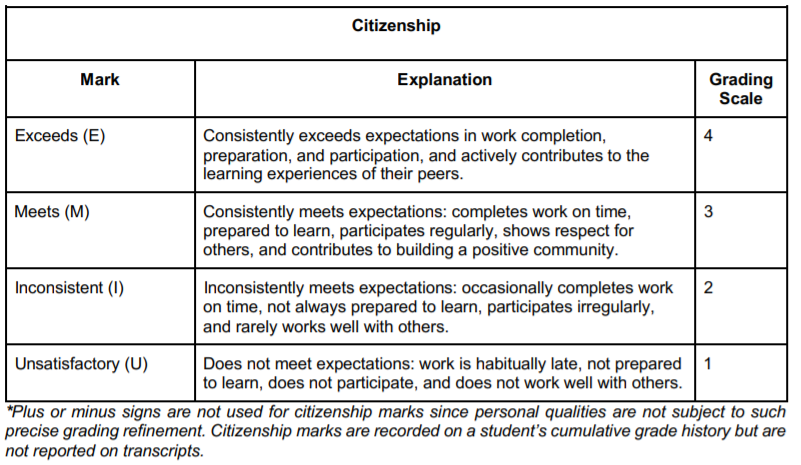 Citizenship
Mark
Explanation
Grading
Scale
Exceeds (E)
Consistently exceeds expectations in work completion,
preparation, and participation, and actively contributes to the
learning experiences of their peers.
4
Meets (M)
Consistently meets expectations: completes work on time,
prepared to learn, participates regularly, shows respect for
others, and contributes to building a positive community.
3
Inconsistent (I)
Inconsistently meets expectations: occasionally completes work
on time, not always prepared to learn, participates irregularly,
and rarely works well with others.
2
Unsatisfactory (U)
Does not meet expectations: work is habitually late, not prepared
to learn, does not participate, and does not work well with others.
1
*Plus or minus signs are not used for citizenship marks since personal qualities are not subject to such
precise grading refinement. Citizenship marks are recorded on a student’s cumulative grade history but are
not reported on transcripts.